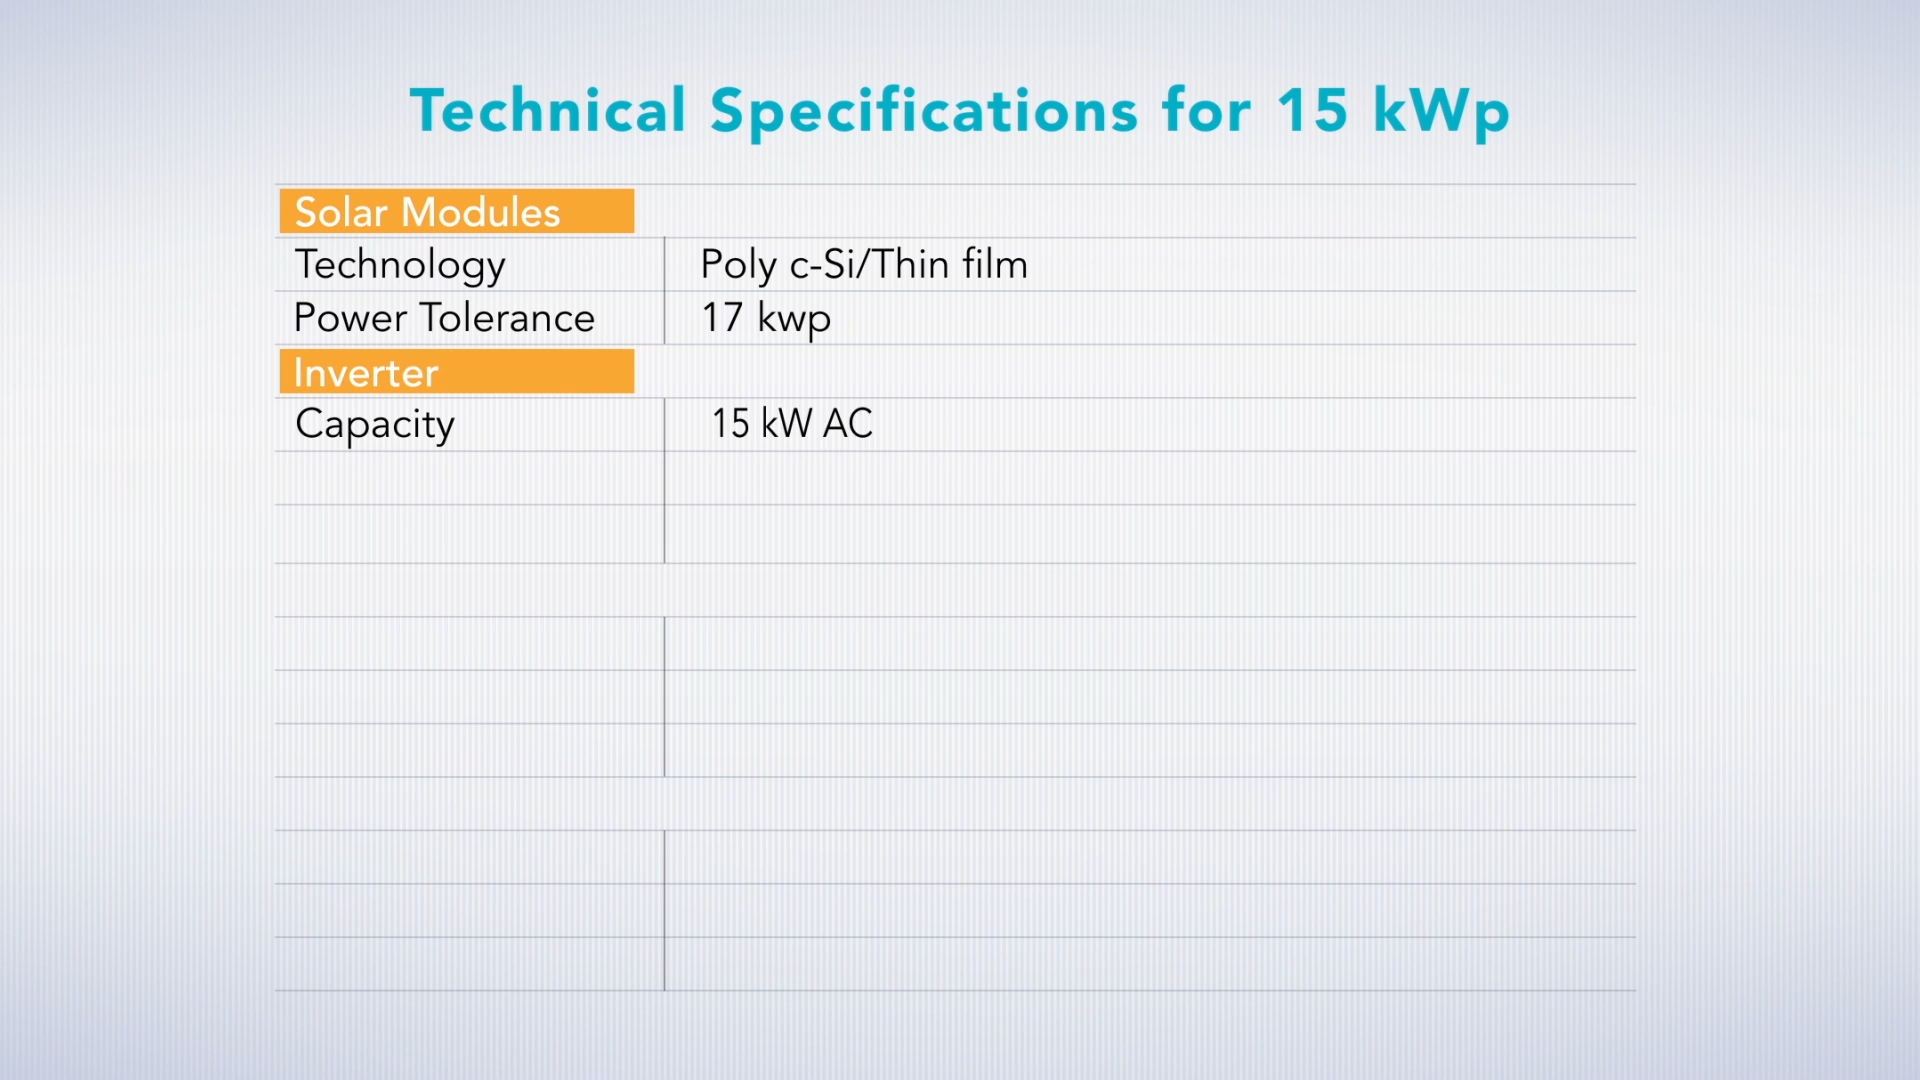 Technical Specifications for 15 kWp
Solar Modules
Technology Poly c-Si/Thin film
Power Tolerance 17 kwp
Inverter
Capacity 15 kW AC